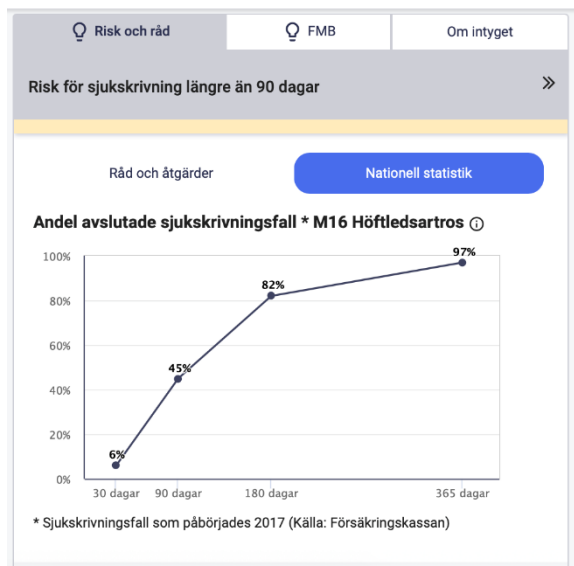 Risk och råd
FMB
Om intyget
Risk för sjukskrivning längre än 90 dagar
Råd och åtgärder
Nationell statistik
Andel avslutade sjukskrivningsfall * M16 Höftledsartros
100%
80%
60%
40%
20%
0%
6%
45%
82%
97%
30 dagar
90 dagar
180 dagar
365 dagar
* Sjukskrivningsfall som påbörjades 2017 (Källa: Försäkringskassan)